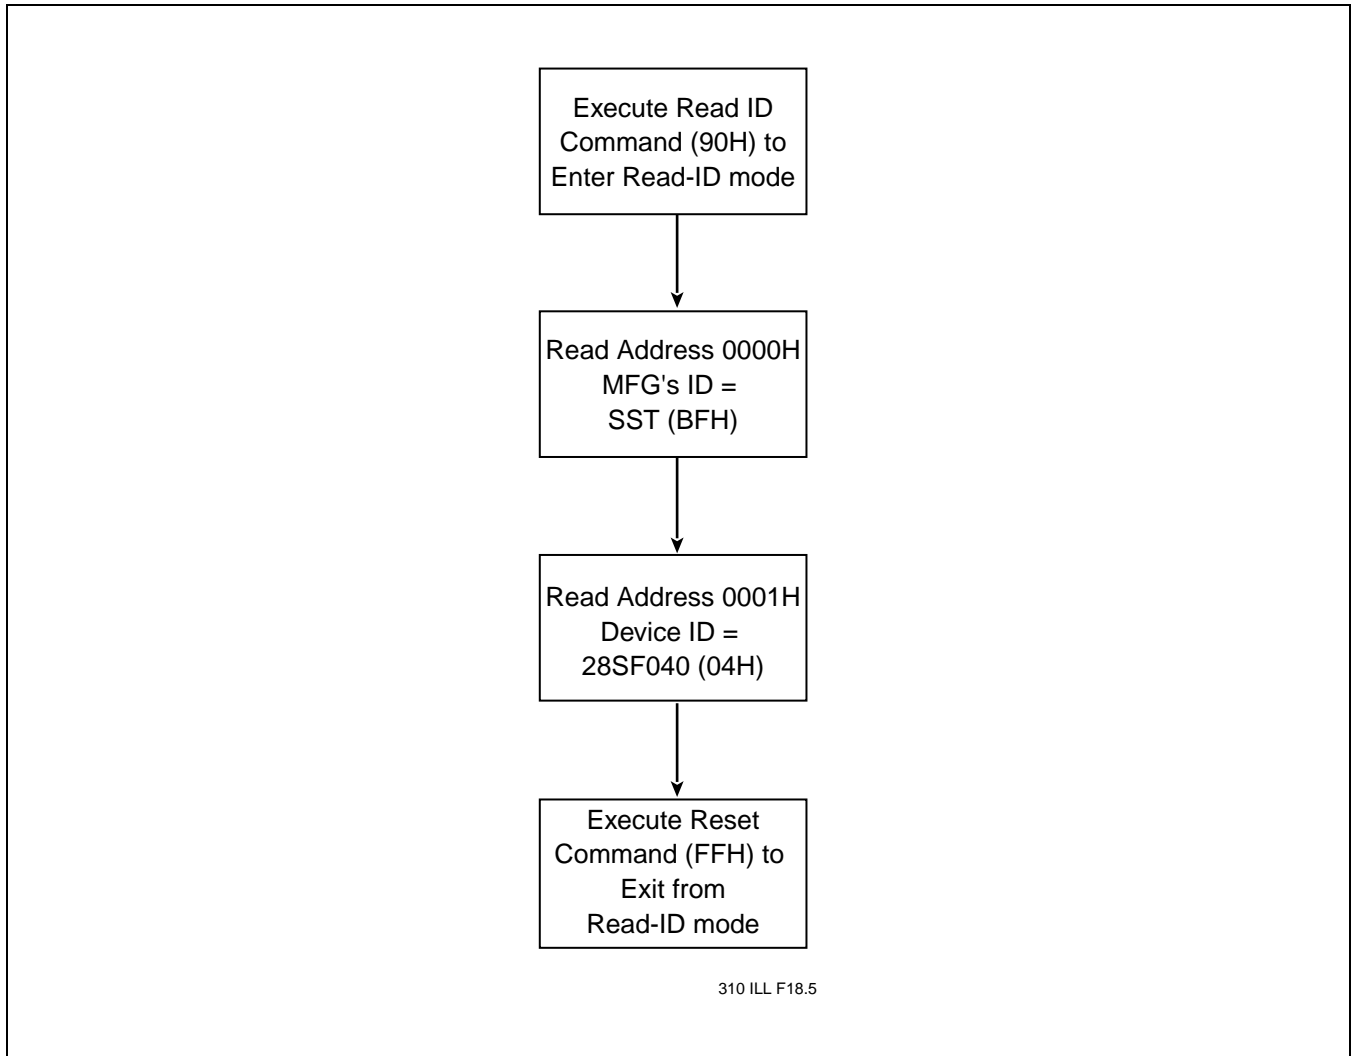 Execute Read ID
Command (90H) to
Enter Read-ID mode
Read Address 0000H
MFG's ID =
SST (BFH)
Read Address 0001H
Device ID =
28SF040 (04H)
Execute Reset
Command (FFH) to
Exit from
Read-ID mode
310 ILL F18.5